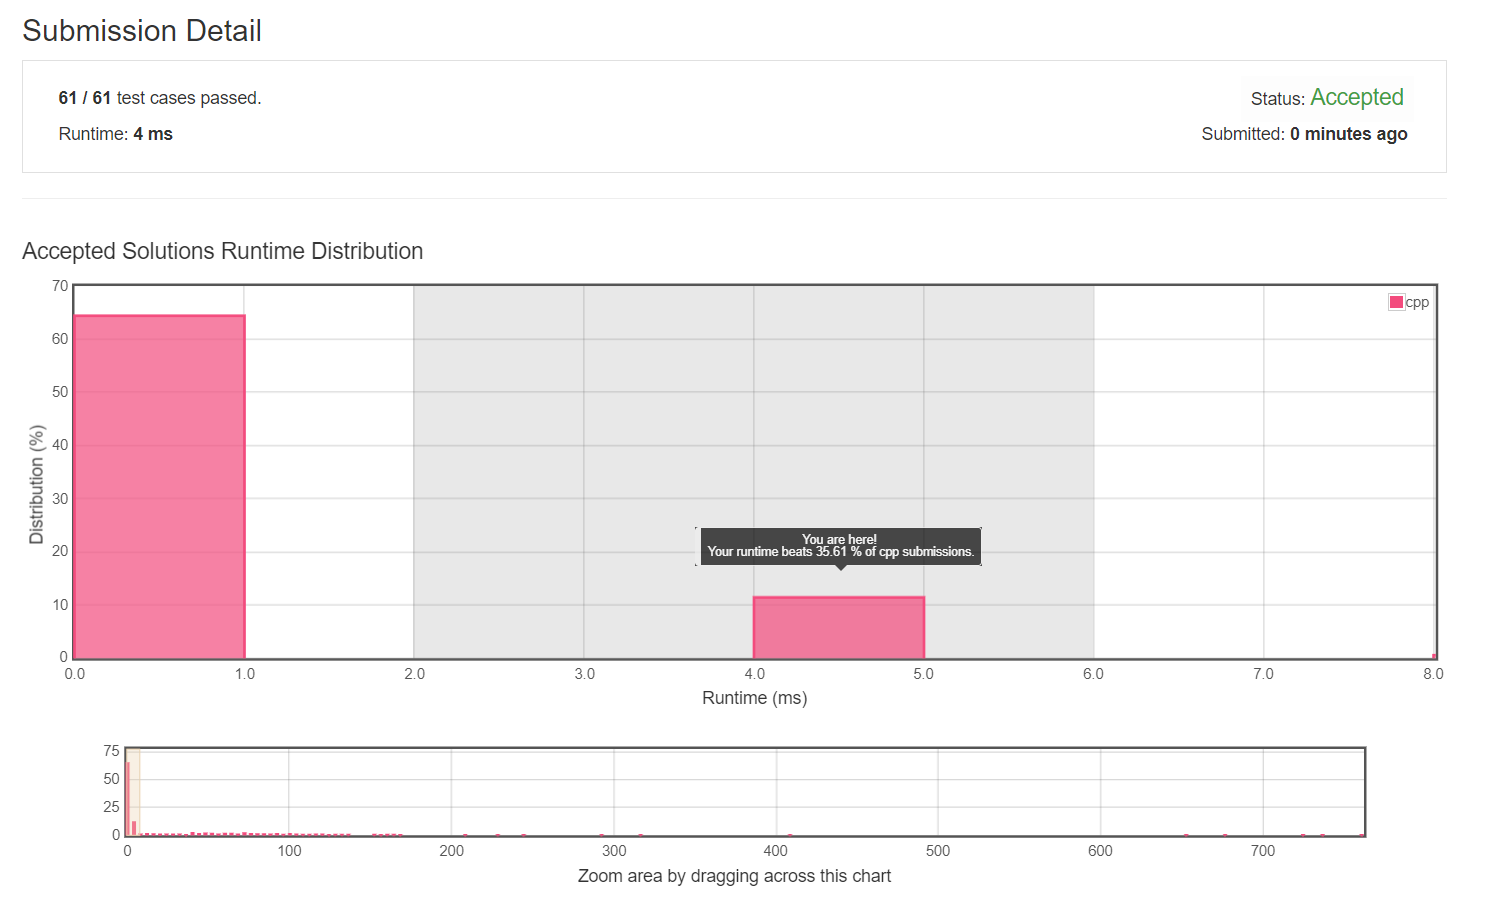 Submission Detail
61 / 61 test cases passed.
Status: Accepted
Runtime: 4 ms
Submitted: 0 minutes ago
Accepted Solutions Runtime Distribution
cpp
70
60
50
40
30
20
10
0
Distribution (%)
You are here!
Your runtime beats 35.61 % of cpp submissions.
0.0 1.0 2.0 3.0 4.0 5.0 6.0 7.0 8.0
Runtime (ms)
75
50
25
0
0 100 200 300 400 500 600 700
Zoom area by dragging across this chart